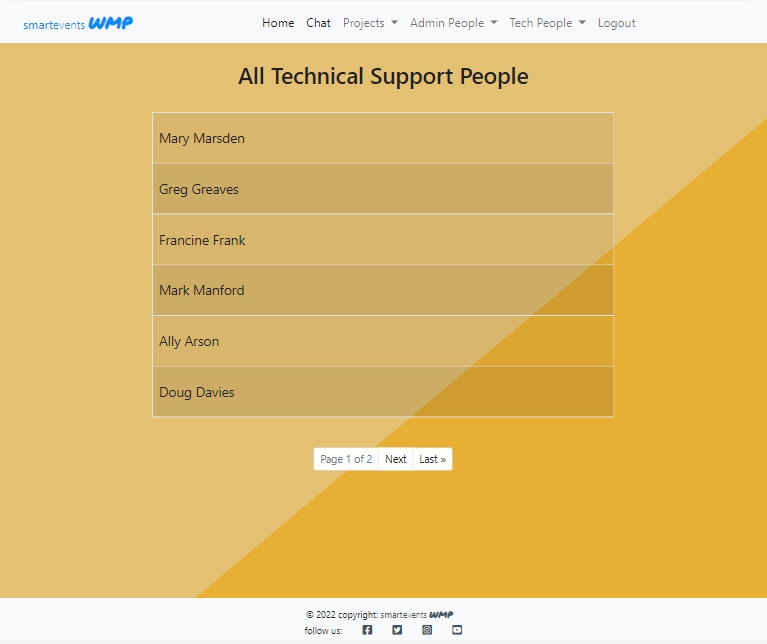 smartevents WMP Home Chat Projects Admin People Tech People Logout
All Technical Support People
Mary Marsden
Greg Greaves
Francine Frank
Mark Manford
Ally Arson
Doug Davies
Page 1 of 2 Next Last »
© 2022 copyright: smartevents WMP
follow us: